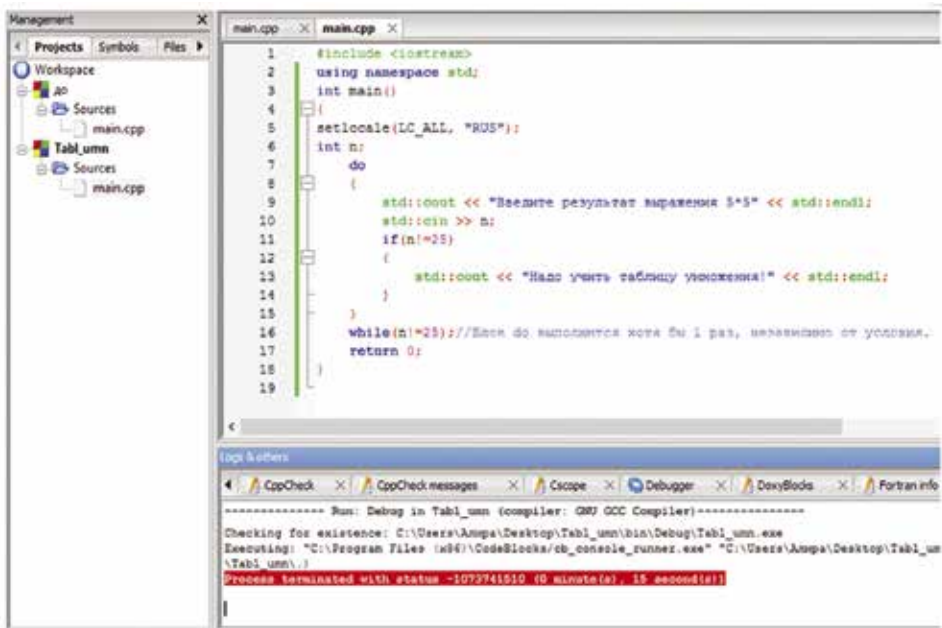 Management
Projects Symbols Files
Workspace
до
Sources
main.cpp
Tabl_umn
Sources
main.cpp
main.cpp main.cpp
1 #include <iostream>
2 using namespace std;
3 int main()
4 {
5 setlocale(LC_ALL, "RUS");
6 int n;
7 do
8 {
9 std::cout << "Введите результат выражения 5*5" << std::endl;
10 std::cin >> n;
11 if(n!=25)
12 {
13 std::cout << "Надо учить таблицу умножения!" << std::endl;
14 }
15 }
16 while(n!=25);//Блок do выполнится хотя бы 1 раз, независимо от условия.
17 return 0;
18 }
19
Logs & others
CppCheck CppCheck messages Cscope Debugger DoxyBlocks Fortran info
-------------- Run: Debug in Tabl_umn (compiler: GNU GCC Compiler)---------------
Checking for existence: C:\Users\Амира\Desktop\Tabl_umn\bin\Debug\Tabl_umn.exe
Executing: "C:\Program Files (x86)\CodeBlocks/cb_console_runner.exe" "C:\Users\Амира\Desktop\Tabl_um
\Tabl_umn\.)
Process terminated with status -1073741510 (0 minute(s), 15 second(s))